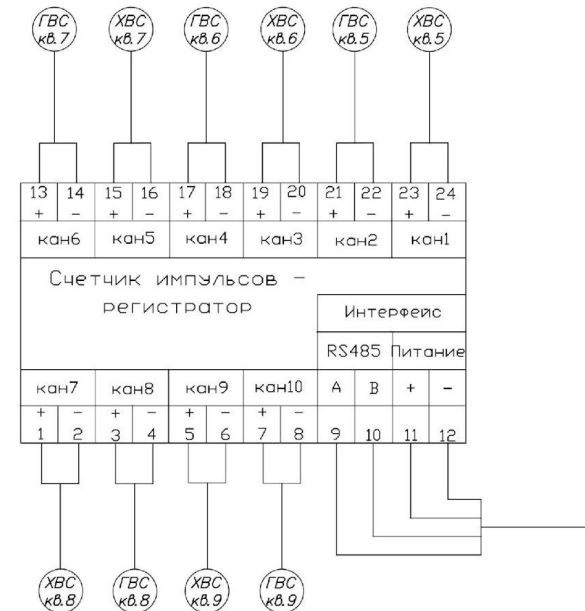 ГВС ХВС ГВС ХВС ГВС ХВС
кв.7 кв.7 кв.6 кв.6 кв.5 кв.5
13 14 15 16 17 18 19 20 21 22 23 24
+ − + − + − + − + − + −
кан6 кан5 кан4 кан3 кан2 кан1
Счетчик импульсов –
регистратор
Интерфейс
RS485 Питание
кан7 кан8 кан9 кан10 А В + −
+ − + − + − + −
1 2 3 4 5 6 7 8 9 10 11 12
ХВС ГВС ХВС ГВС
кв.8 кв.8 кв.9 кв.9